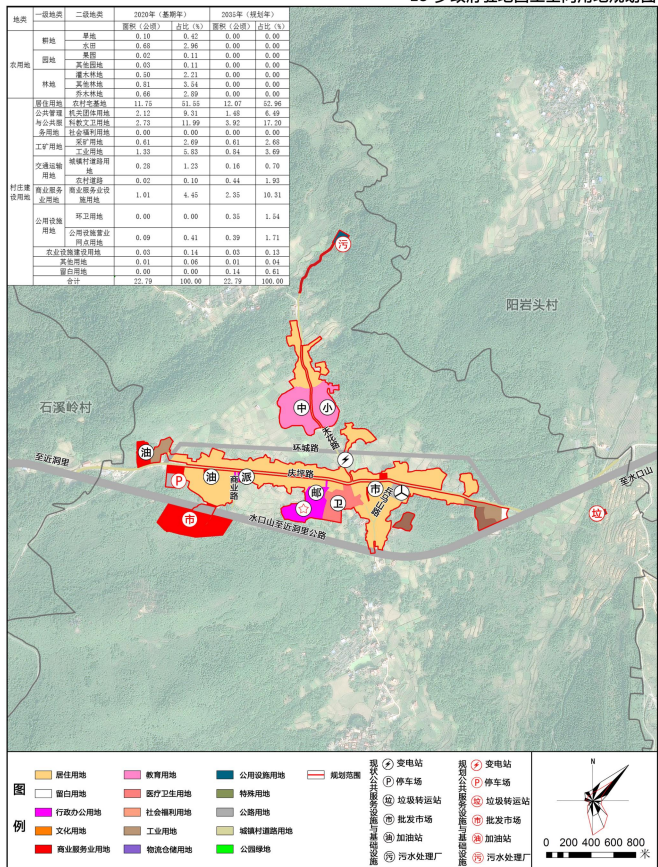 地类 一级地类 二级地类 2020年（基期年） 2035年（规划年）
面积（公顷） 占比（%） 面积（公顷） 占比（%）
农用地 耕地 旱地 0.10 0.42 0.00 0.00
水田 0.68 2.96 0.00 0.00
园地 果园 0.02 0.11 0.00 0.00
其他园地 0.03 0.11 0.00 0.00
林地 灌木林地 0.50 2.21 0.00 0.00
其他林地 0.81 3.54 0.00 0.00
乔木林地 0.66 2.89 0.00 0.00
村庄建设用地 居住用地 农村宅基地 11.75 51.55 12.07 52.96
公共管理与公共服务用地 机关团体用地 2.12 9.31 1.48 6.49
科教文卫用地 2.73 11.99 3.92 17.20
社会福利用地 0.00 0.00 0.00 0.00
工矿用地 采矿用地 0.61 2.69 0.61 2.68
工业用地 1.33 5.83 0.84 3.69
交通运输用地 城镇村道路用地 0.28 1.23 0.16 0.70
农村道路 0.02 0.10 0.44 1.93
商业服务业用地 商业服务业设施用地 1.01 4.45 2.35 10.31
公用设施用地 环卫用地 0.00 0.00 0.35 1.54
公用设施营业网点用地 0.09 0.41 0.39 1.71
农业设施建设用地 0.03 0.14 0.03 0.13
其他用地 0.01 0.06 0.01 0.04
留白用地 0.00 0.00 0.14 0.61
合计 22.79 100.00 22.79 100.00
污
阳岩头村
石溪岭村
中 小
环城路
油
至近洞里
P 油 商业路 派 庆坪路
邮 卫 市
市
水口山至近洞里公路
至水口山
垃
图例
居住用地 教育用地 公用设施用地 规划范围
留白用地 医疗卫生用地 特殊用地
行政办公用地 社会福利用地 公路用地
文化用地 工业用地 城镇村道路用地
商业服务业用地 物流仓储用地 公园绿地
现状公共服务设施与基础设施
变电站
P 停车场
垃 垃圾转运站
市 批发市场
油 加油站
污 污水处理厂
规划公共服务设施与基础设施
变电站
P 停车场
垃 垃圾转运站
市 批发市场
油 加油站
污 污水处理厂
N
0 200 400 600 800 米